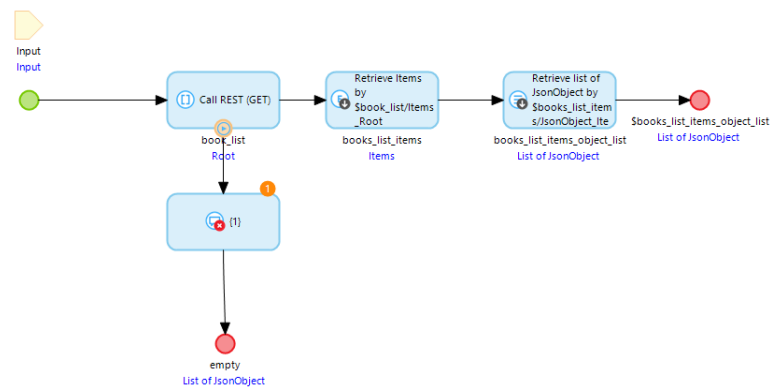 Input
Input
Call REST (GET)
book_list
Root
Retrieve Items
by
$book_list/Items
_Root
books_list_items
Items
Retrieve list of
JsonObject by
$books_list_item
s/JsonObject_Ite
books_list_items_object_list
List of JsonObject
$books_list_items_object_list
List of JsonObject
1
{1}
empty
List of JsonObject